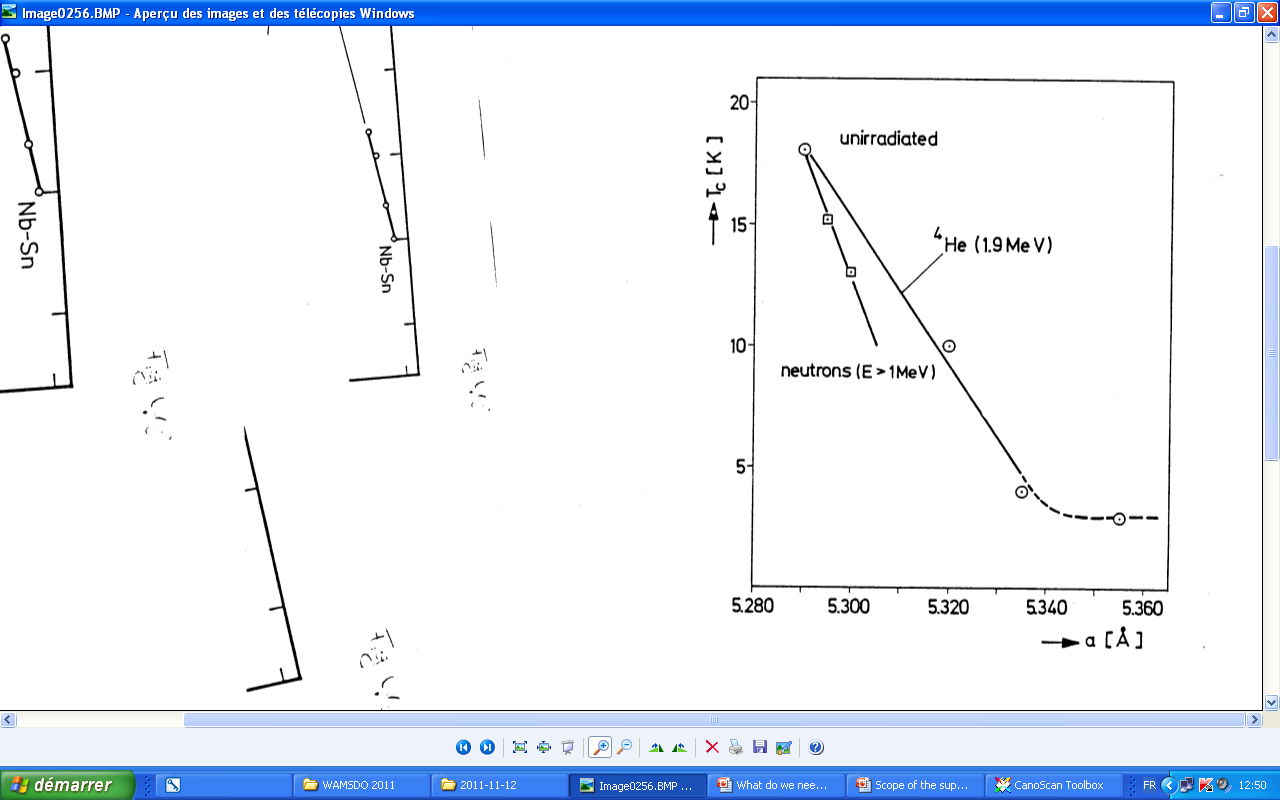 Image0256.BMP - Aperçu des images et des télécopies Windows
Nb-Sn
Nb-Sn
20
15
10
5
Tc [K]
unirradiated
4He (1.9 MeV)
neutrons (E > 1 MeV)
5.280 5.300 5.320 5.340 5.360
a [Å]
démarrer
WAMSDO 2011
2011-11-12
Image0256.BMP ...
What do we nee...
Scope of the sup...
CanoScan Toolbox
FR
12:50